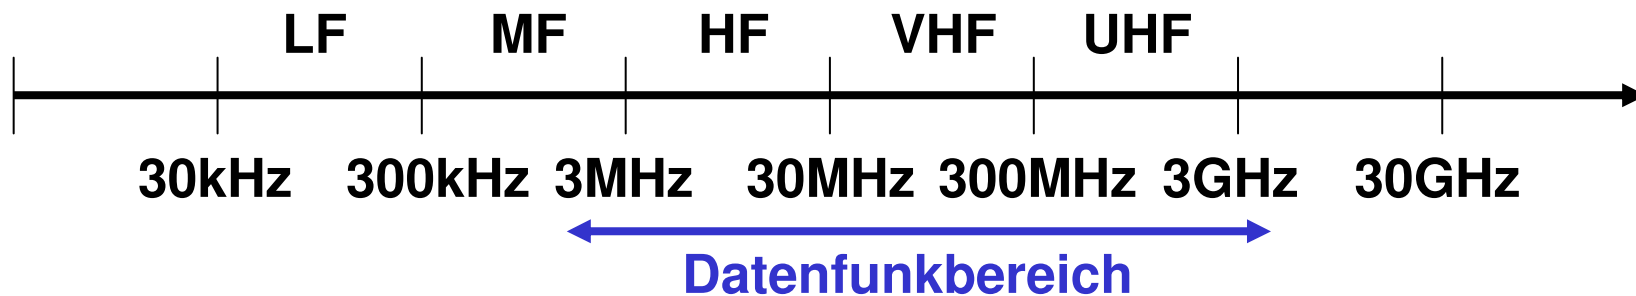 LF MF HF VHF UHF
30kHz 300kHz 3MHz 30MHz 300MHz 3GHz 30GHz
Datenfunkbereich